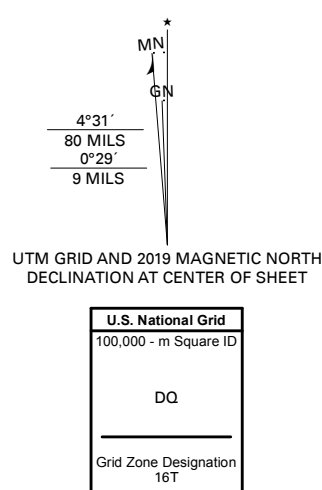 ★
MN
GN
4°31´
80 MILS
0°29´
9 MILS
UTM GRID AND 2019 MAGNETIC NORTH
DECLINATION AT CENTER OF SHEET
U.S. National Grid
100,000 - m Square ID
DQ
Grid Zone Designation
16T